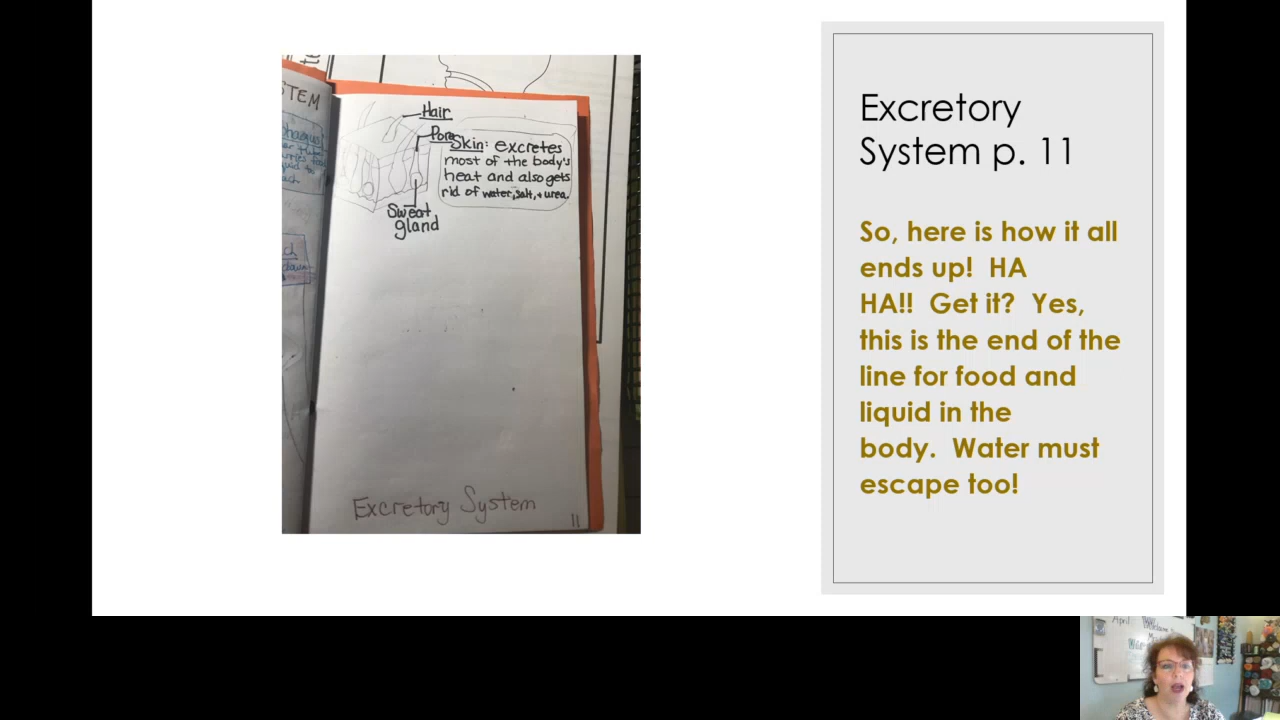 STEM
Hair
Pore
Skin: excretes
most of the body's
heat and also gets
rid of water, salt, + urea.
Sweat
gland
Excretory System
11
Excretory
System p. 11
So, here is how it all
ends up! HA
HA!! Get it? Yes,
this is the end of the
line for food and
liquid in the
body. Water must
escape too!
April